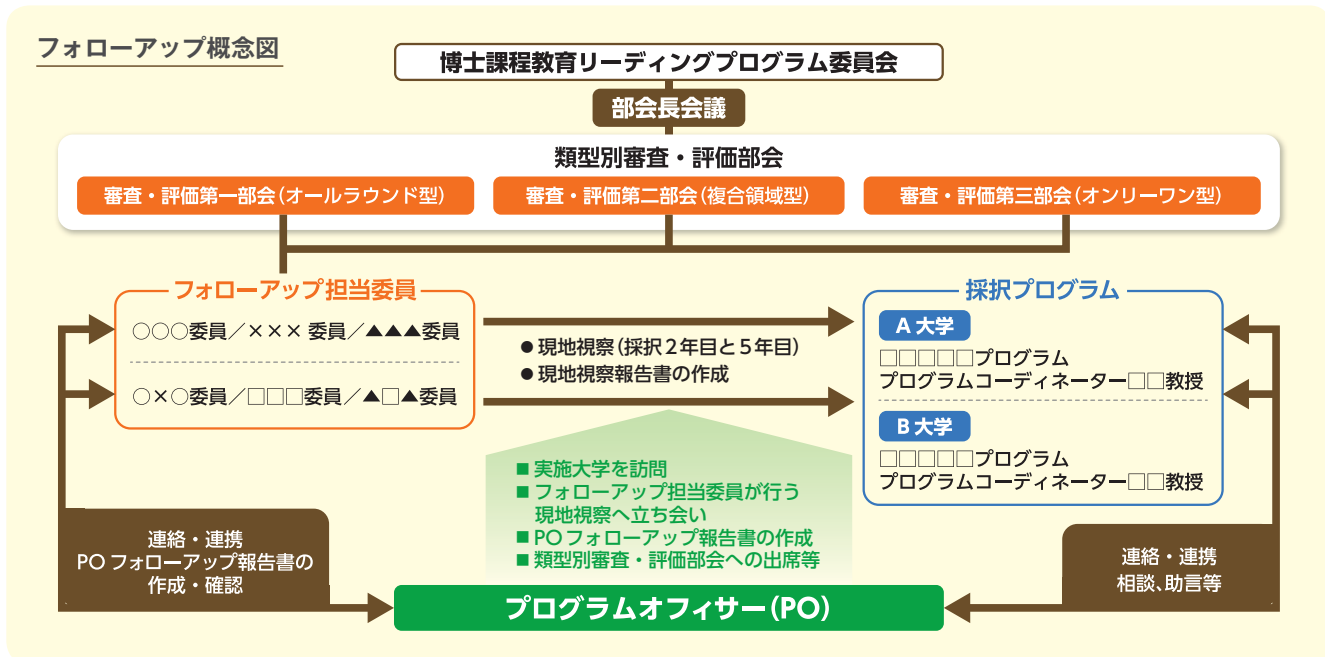 フォローアップ概念図
博士課程教育リーディングプログラム委員会
部会長会議
類型別審査・評価部会
審査・評価第一部会(オールラウンド型)
審査・評価第二部会(複合領域型)
審査・評価第三部会(オンリーワン型)
フォローアップ担当委員
○○○委員／×××委員／▲▲▲委員
○×○委員／□□□委員／▲□▲委員
●現地視察(採択２年目と５年目)
●現地視察報告書の作成
採択プログラム
A大学
□□□□□プログラム
プログラムコーディネーター□□教授
B大学
□□□□□プログラム
プログラムコーディネーター□□教授
■実施大学を訪問
■フォローアップ担当委員が行う
現地視察へ立ち会い
■POフォローアップ報告書の作成
■類型別審査・評価部会への出席等
連絡・連携
POフォローアップ報告書の
作成・確認
プログラムオフィサー(PO)
連絡・連携
相談、助言等